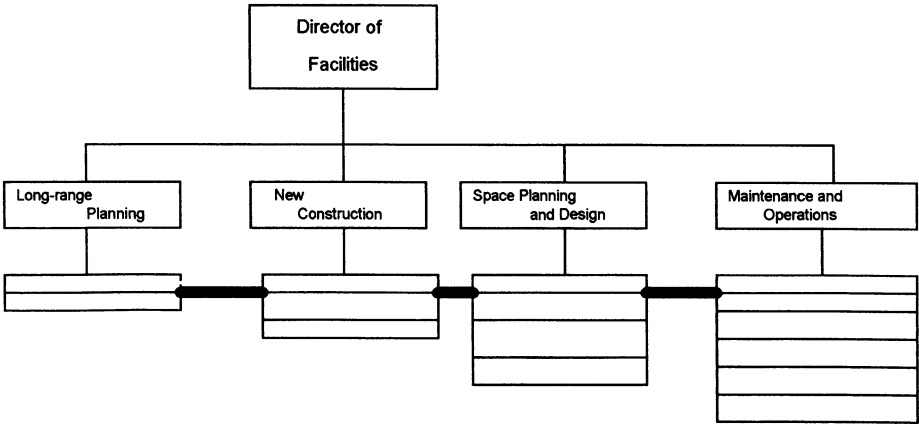 Director of
Facilities
Long-range
Planning
New
Construction
Space Planning
and Design
Maintenance and
Operations